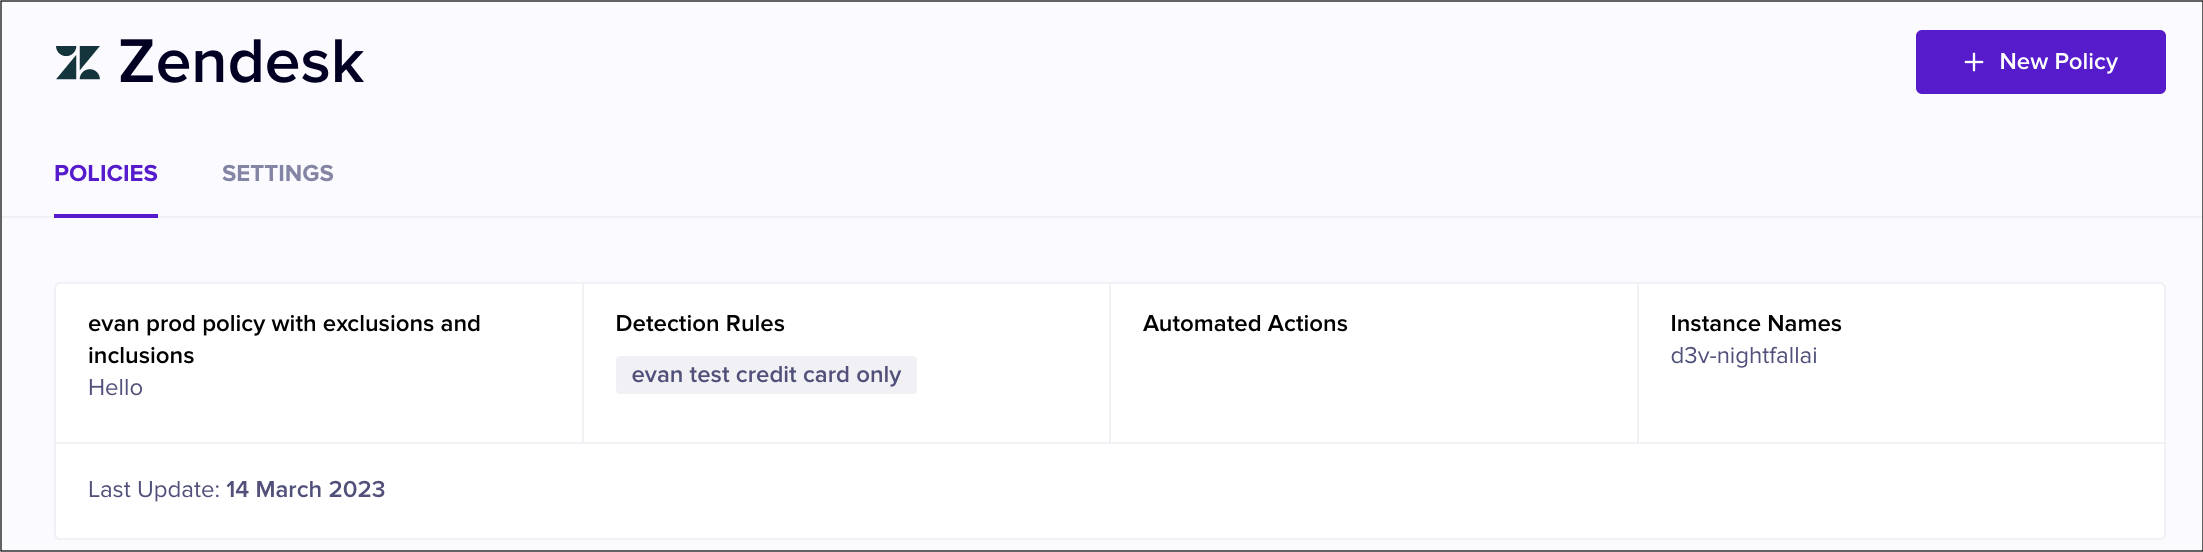 Zendesk
+ New Policy
POLICIES
SETTINGS
evan prod policy with exclusions and
inclusions
Hello
Detection Rules
evan test credit card only
Automated Actions
Instance Names
d3v-nightfallai
Last Update: 14 March 2023